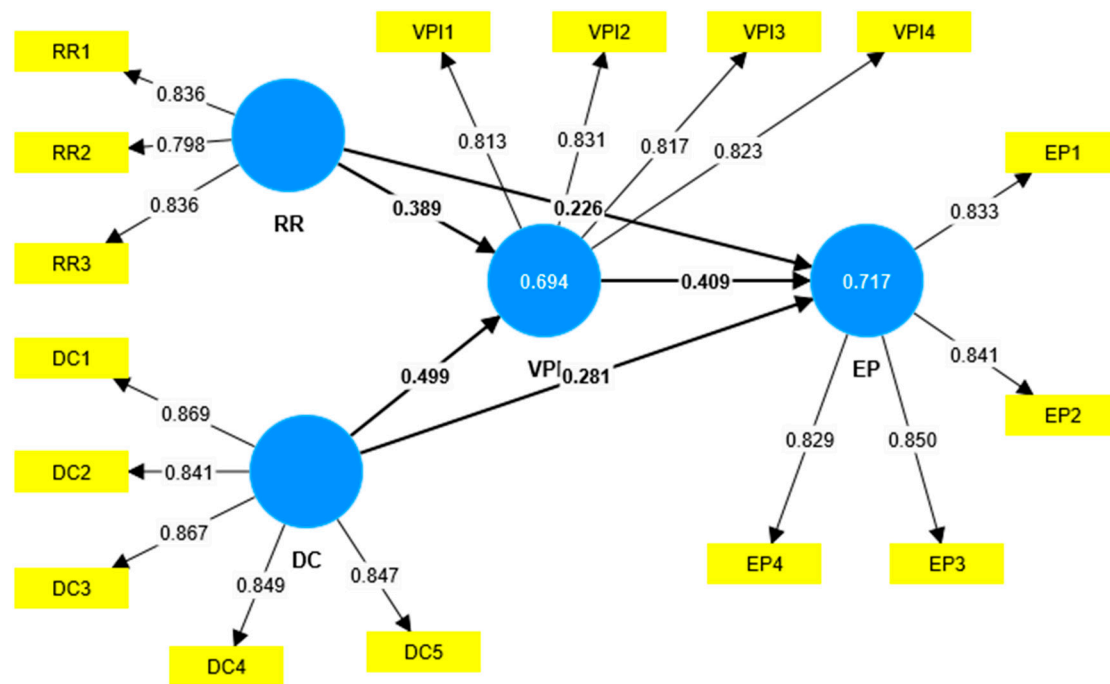 VPI1
VPI2
VPI3
VPI4
RR1
0.836
RR2
0.798
RR3
0.836
RR
0.813
0.831
0.817
0.823
EP1
0.833
0.389
0.226
0.694
0.409
0.717
VPI
EP
0.841
EP2
0.499
0.281
DC1
0.869
DC2
0.841
DC3
0.867
DC
0.849
0.847
DC4
DC5
0.829
0.850
EP4
EP3